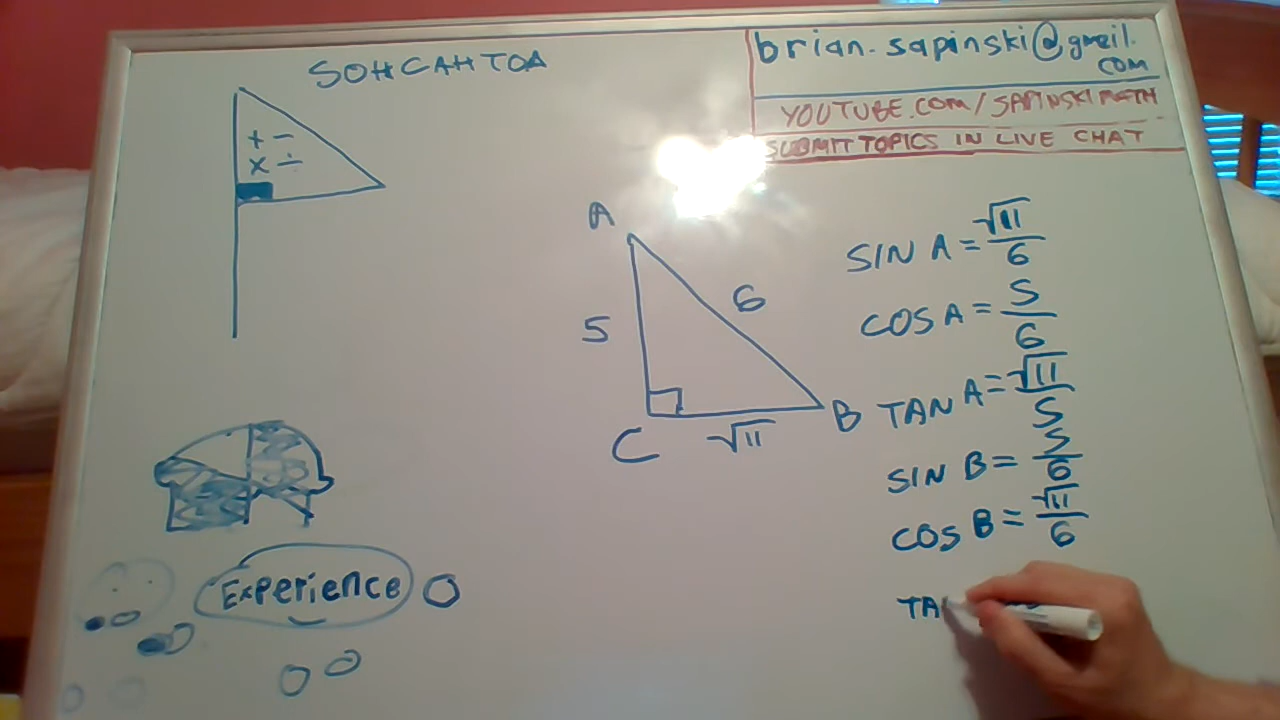 SOHCAHTOA
brian.sapinski@gmail.
COM
YOUTUBE.COM/SAPINSKIMATH
SUBMIT TOPICS IN LIVE CHAT
+ -
× ÷
A
5
6
C
√11
B
SIN A = √11/6
COS A = 5/6
TAN A = √11/5
SIN B = 5/6
COS B = √11/6
TA
Experience